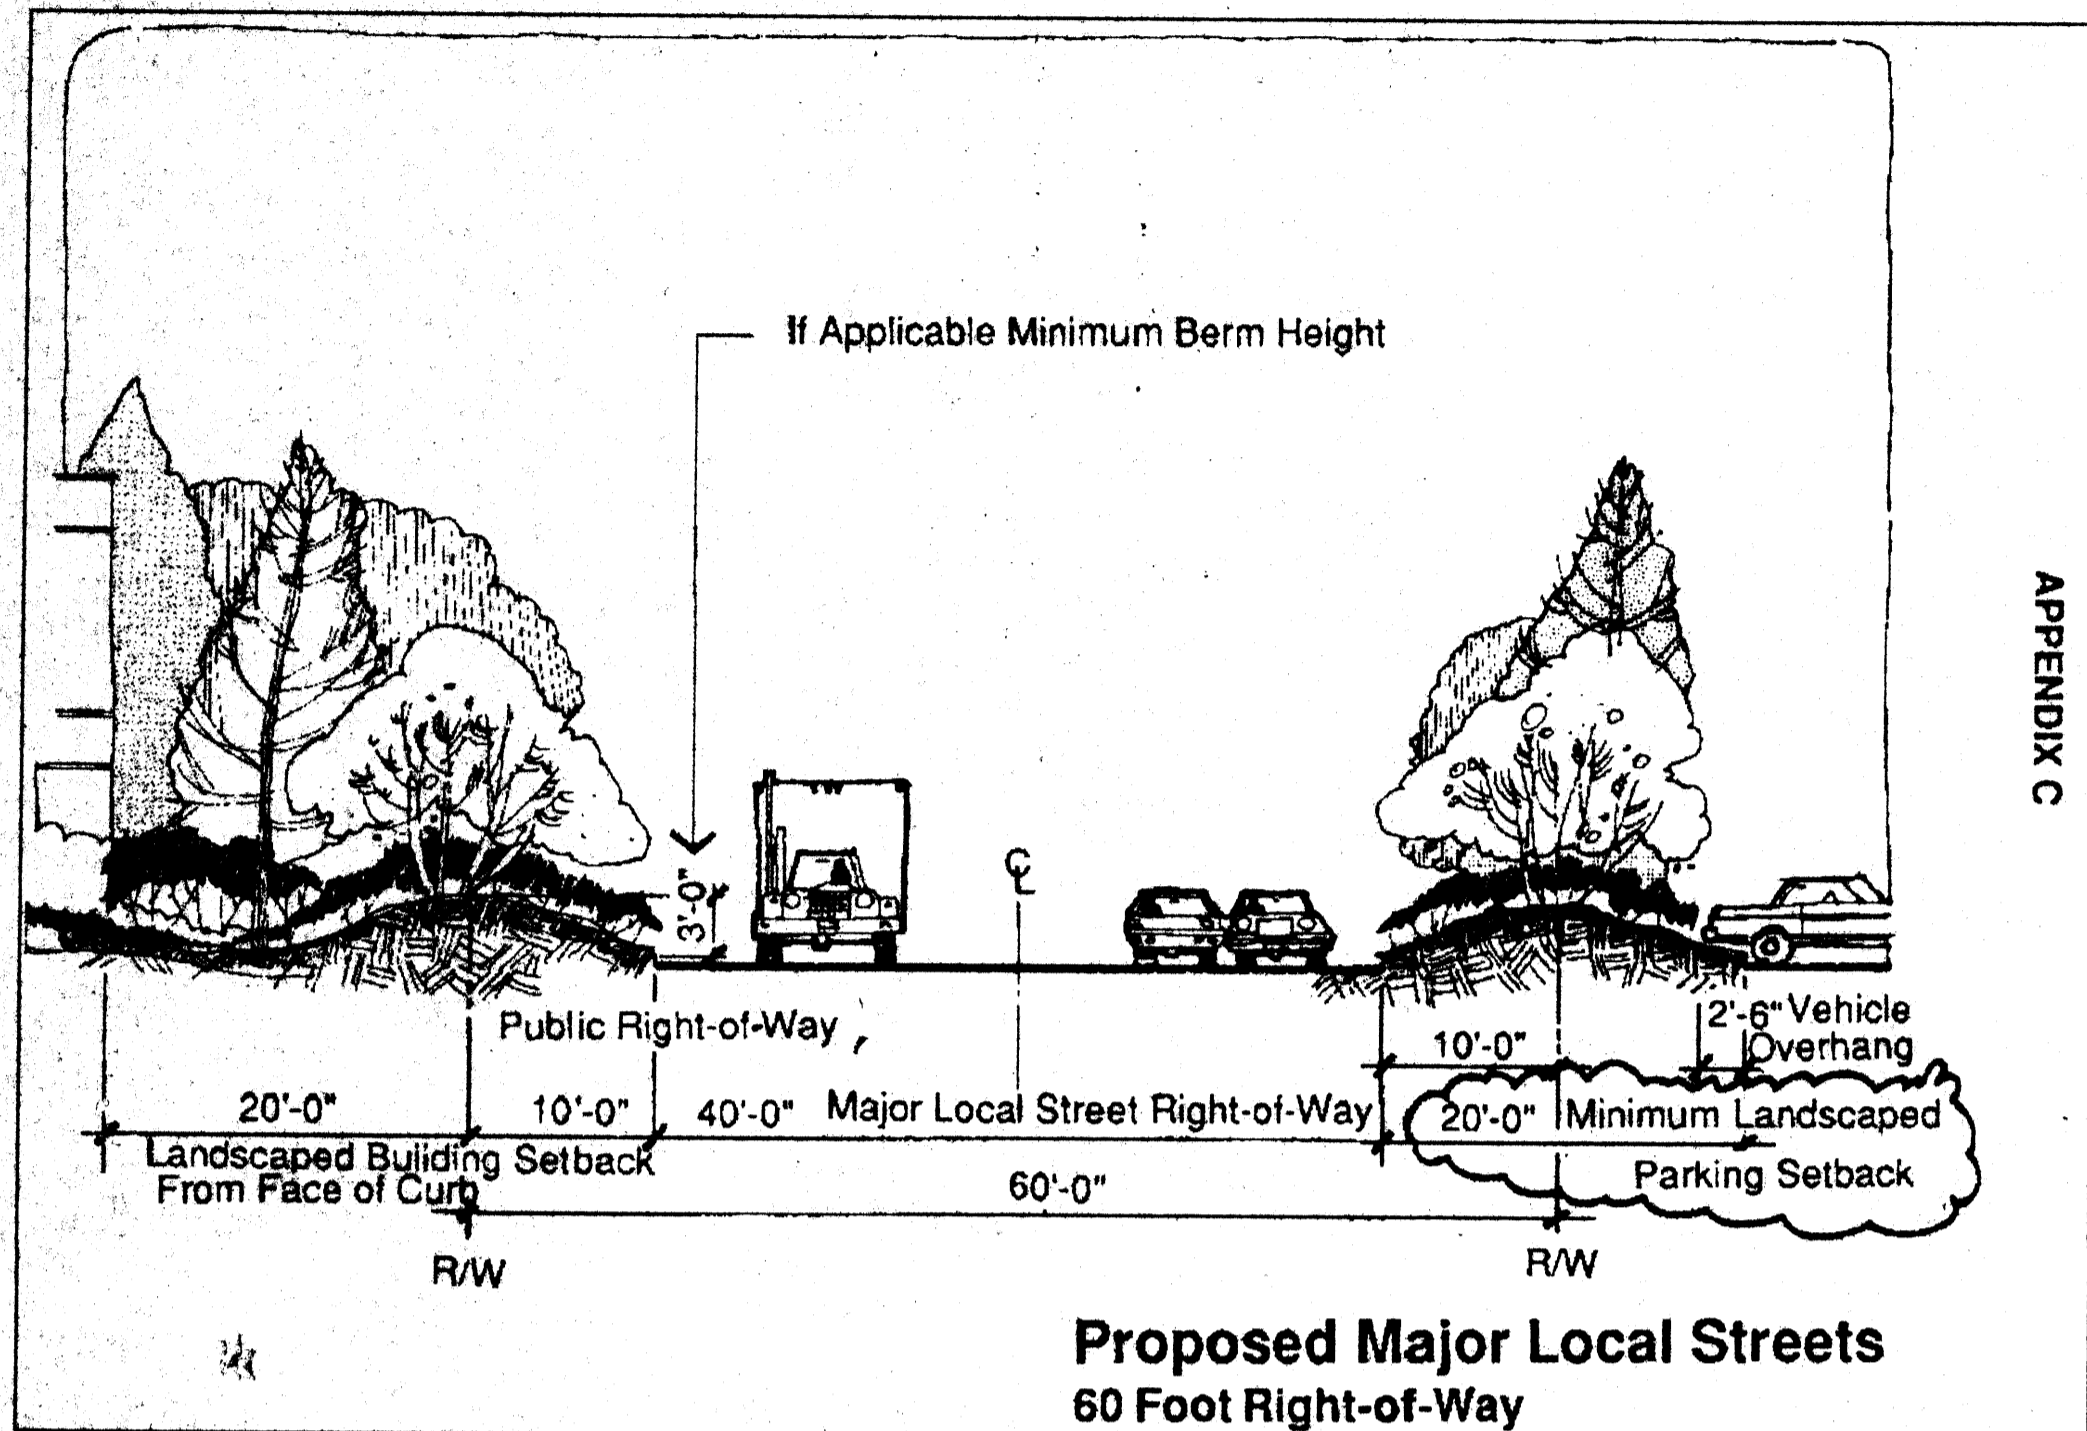 If Applicable Minimum Berm Height
APPENDIX C
3'-0"
C
L
Public Right-of-Way
2'-6" Vehicle
Overhang
10'-0"
20'-0"
10'-0"
40'-0" Major Local Street Right-of-Way
20'-0" Minimum Landscaped
Parking Setback
Landscaped Building Setback
From Face of Curb
60'-0"
R/W
R/W
Proposed Major Local Streets
60 Foot Right-of-Way